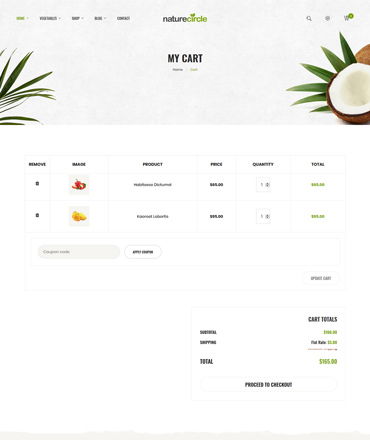 HOME VEGETABLES SHOP BLOG CONTACT
naturecircle
MY CART
Home Cart
REMOVE IMAGE PRODUCT PRICE QUANTITY TOTAL
Habitasse Dictumst $65.00 1 $65.00
Kaoreet Lobortis $95.00 1 $95.00
Coupon code APPLY COUPON
UPDATE CART
CART TOTALS
SUBTOTAL $160.00
SHIPPING Flat Rate: $5.00
TOTAL $165.00
PROCEED TO CHECKOUT